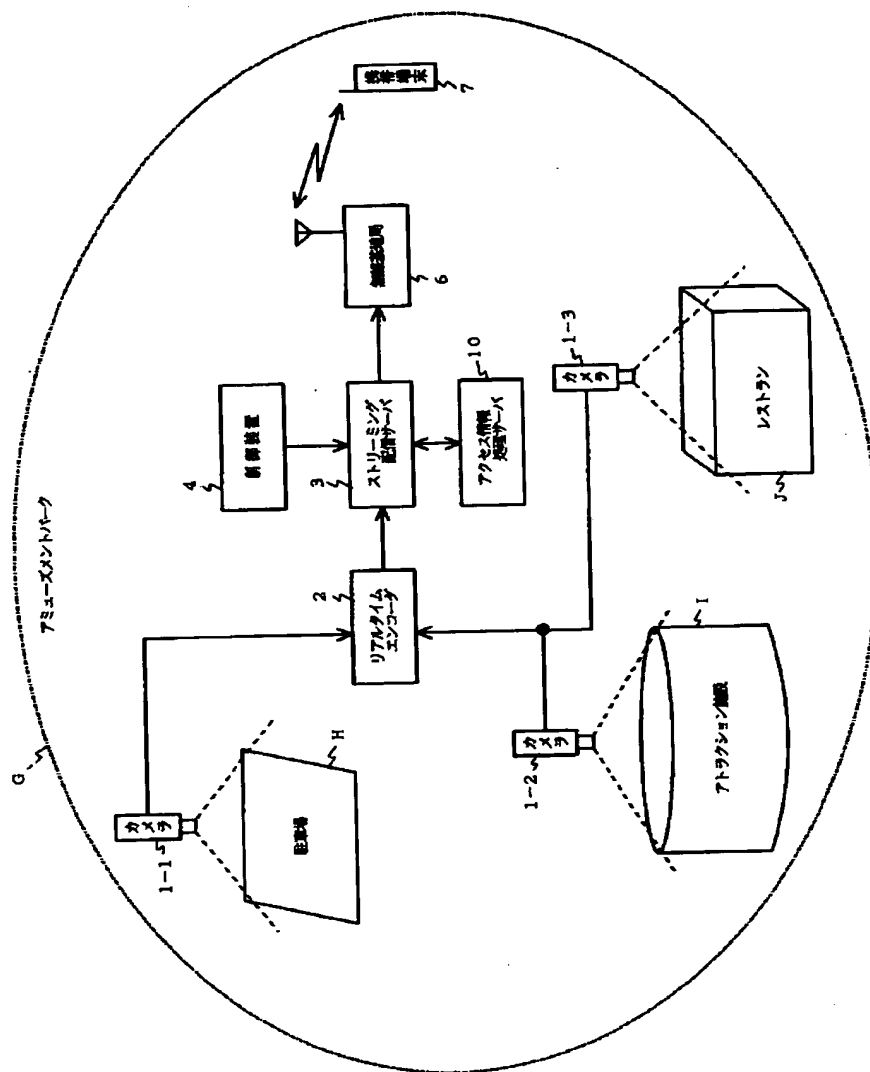 アミューズメントパーク
G
カメラ
1-1
駐車場
H
リアルタイム
エンコーダ
2
制御装置
4
ストリーミング
配信サーバ
3
アクセス情報
処理サーバ
10
無線基地局
6
携帯端末
7
カメラ
1-2
アトラクション施設
I
カメラ
1-3
レストラン
J